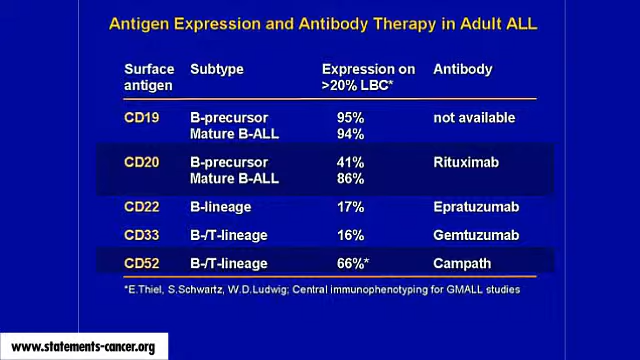 Antigen Expression and Antibody Therapy in Adult ALL
Surface antigen Subtype Expression on >20% LBC* Antibody
CD19 B-precursor 95% not available
Mature B-ALL 94%
CD20 B-precursor 41% Rituximab
Mature B-ALL 86%
CD22 B-lineage 17% Epratuzumab
CD33 B-/T-lineage 16% Gemtuzumab
CD52 B-/T-lineage 66%* Campath
*E.Thiel, S.Schwartz, W.D.Ludwig; Central immunophenotyping for GMALL studies
www.statements-cancer.org